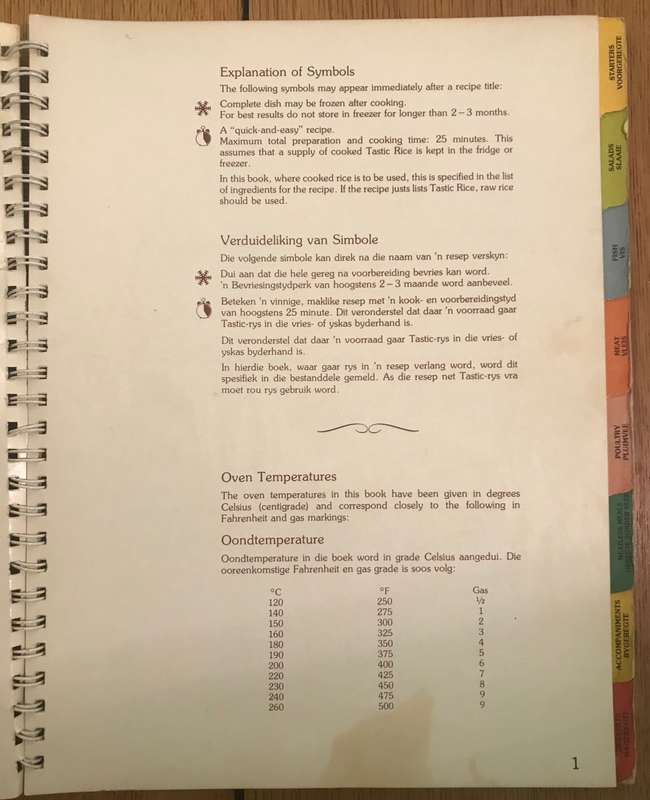 Explanation of Symbols
The following symbols may appear immediately after a recipe title:
Complete dish may be frozen after cooking.
For best results do not store in freezer for longer than 2–3 months.
A "quick-and-easy" recipe.
Maximum total preparation and cooking time: 25 minutes. This
assumes that a supply of cooked Tastic Rice is kept in the fridge or
freezer.
In this book, where cooked rice is to be used, this is specified in the list
of ingredients for the recipe. If the recipe justs lists Tastic Rice, raw rice
should be used.
Verduideliking van Simbole
Die volgende simbole kan direk na die naam van 'n resep verskyn:
Dui aan dat die hele gereg na voorbereiding bevries kan word.
'n Bevriesingstydperk van hoogstens 2–3 maande word aanbeveel.
Beteken 'n vinnige, maklike resep met 'n kook- en voorbereidingstyd
van hoogstens 25 minute. Dit veronderstel dat daar 'n voorraad gaar
Tastic-rys in die vries- of yskas byderhand is.
Dit veronderstel dat daar 'n voorraad gaar Tastic-rys in die vries- of
yskas byderhand is.
In hierdie boek, waar gaar rys in 'n resep verlang word, word dit
spesifiek in die bestanddele gemeld. As die resep net Tastic-rys vra
moet rou rys gebruik word.
Oven Temperatures
The oven temperatures in this book have been given in degrees
Celsius (centigrade) and correspond closely to the following in
Fahrenheit and gas markings:
Oondtemperature
Oondtemperature in die boek word in grade Celsius aangedui. Die
ooreenkomstige Fahrenheit en gas grade is soos volg:
°C °F Gas
120 250 ½
140 275 1
150 300 2
160 325 3
180 350 4
190 375 5
200 400 6
220 425 7
230 450 8
240 475 9
260 500 9
1
STARTERS
VOORGEREGTE
SALADS
SLAAIE
FISH
VIS
MEAT
VLEIS
POULTRY
PLUIMVEE
ACCOMPANIMENTS
BYGEREGTE